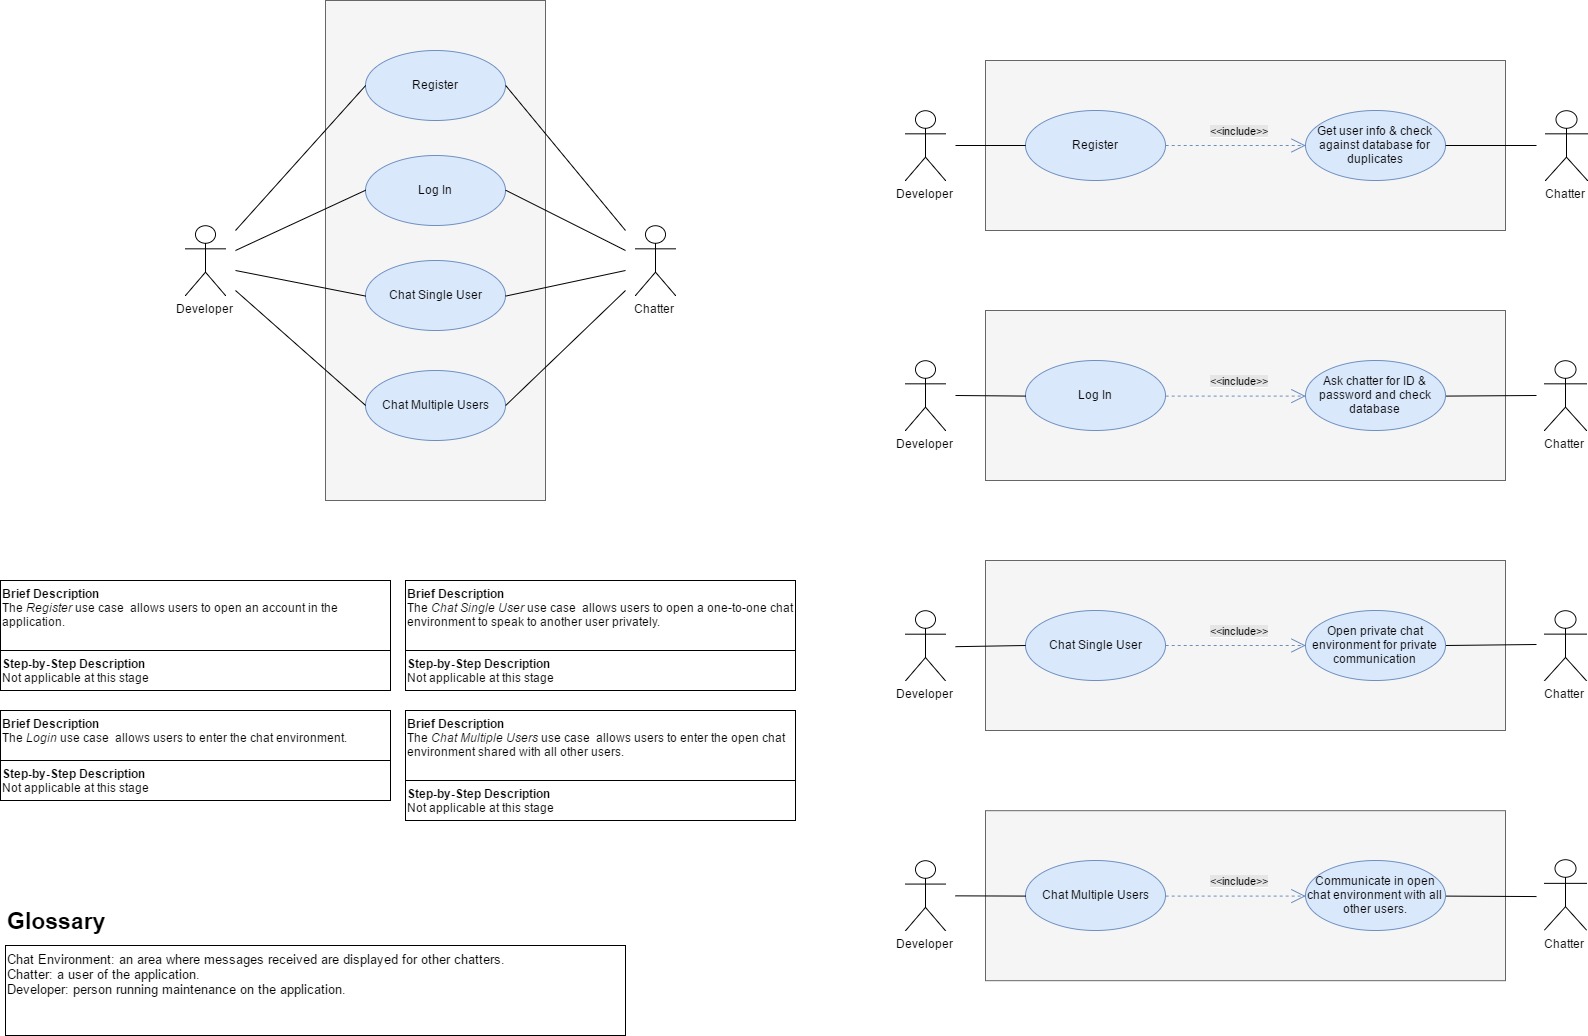 Register
Log In
Chat Single User
Chat Multiple Users
Developer
Chatter
<<include>>
Register
Get user info & check
against database for
duplicates
Developer
Chatter
<<include>>
Log In
Ask chatter for ID &
password and check
database
Developer
Chatter
<<include>>
Chat Single User
Open private chat
environment for private
communication
Developer
Chatter
<<include>>
Chat Multiple Users
Communicate in open
chat environment with all
other users.
Developer
Chatter
Brief Description
The Register use case  allows users to open an account in the
application.
Step-by-Step Description
Not applicable at this stage
Brief Description
The Chat Single User use case  allows users to open a one-to-one chat
environment to speak to another user privately.
Step-by-Step Description
Not applicable at this stage
Brief Description
The Login use case  allows users to enter the chat environment.
Step-by-Step Description
Not applicable at this stage
Brief Description
The Chat Multiple Users use case  allows users to enter the open chat
environment shared with all other users.
Step-by-Step Description
Not applicable at this stage
Glossary
Chat Environment: an area where messages received are displayed for other chatters.
Chatter: a user of the application.
Developer: person running maintenance on the application.